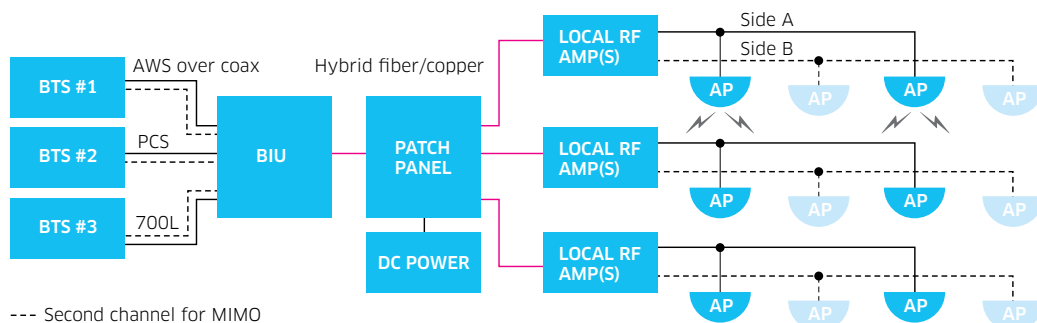 Side A
LOCAL RF
AMP(S)
Side B
AWS over coax
Hybrid fiber/copper
BTS #1
AP
AP
AP
AP
BTS #2
PCS
BIU
PATCH
PANEL
LOCAL RF
AMP(S)
AP
AP
AP
AP
BTS #3
700L
DC POWER
LOCAL RF
AMP(S)
AP
AP
AP
AP
--- Second channel for MIMO